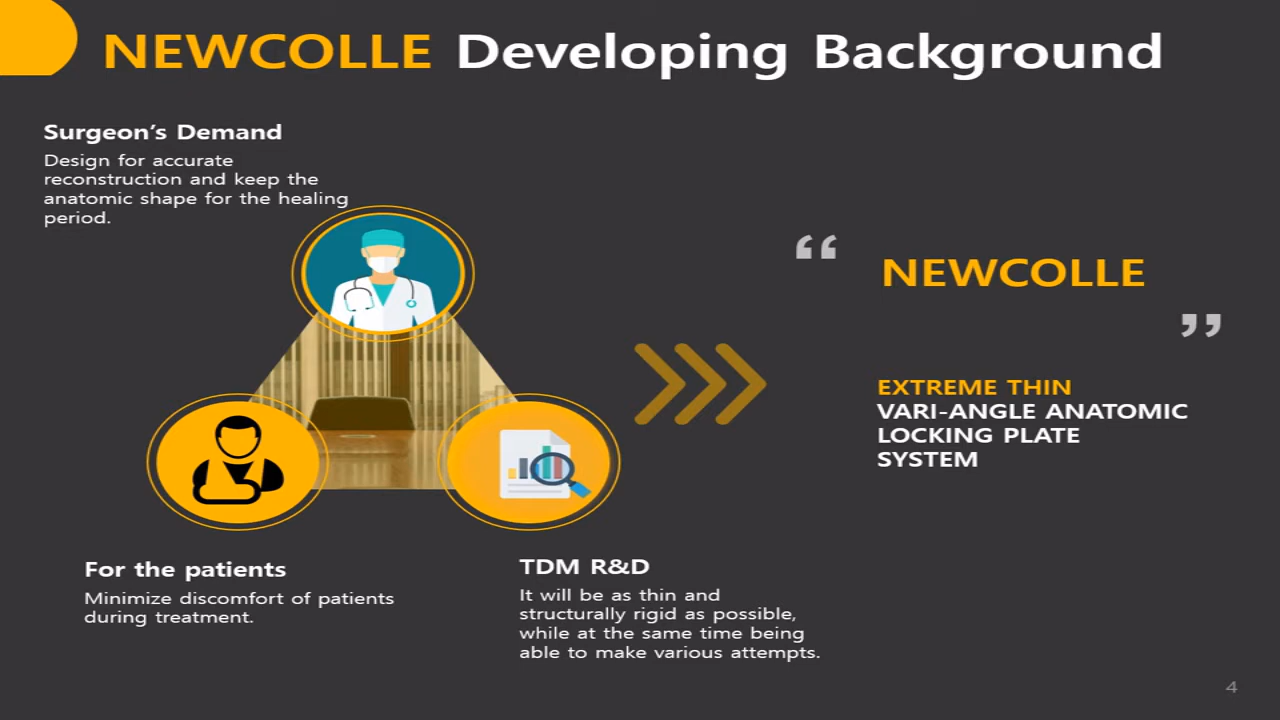 NEWCOLLE Developing Background
Surgeon's Demand
Design for accurate
reconstruction and keep the
anatomic shape for the healing
period.
“
NEWCOLLE
”
EXTREME THIN
VARI-ANGLE ANATOMIC
LOCKING PLATE
SYSTEM
For the patients
Minimize discomfort of patients
during treatment.
TDM R&D
It will be as thin and
structurally rigid as possible,
while at the same time being
able to make various attempts.
4